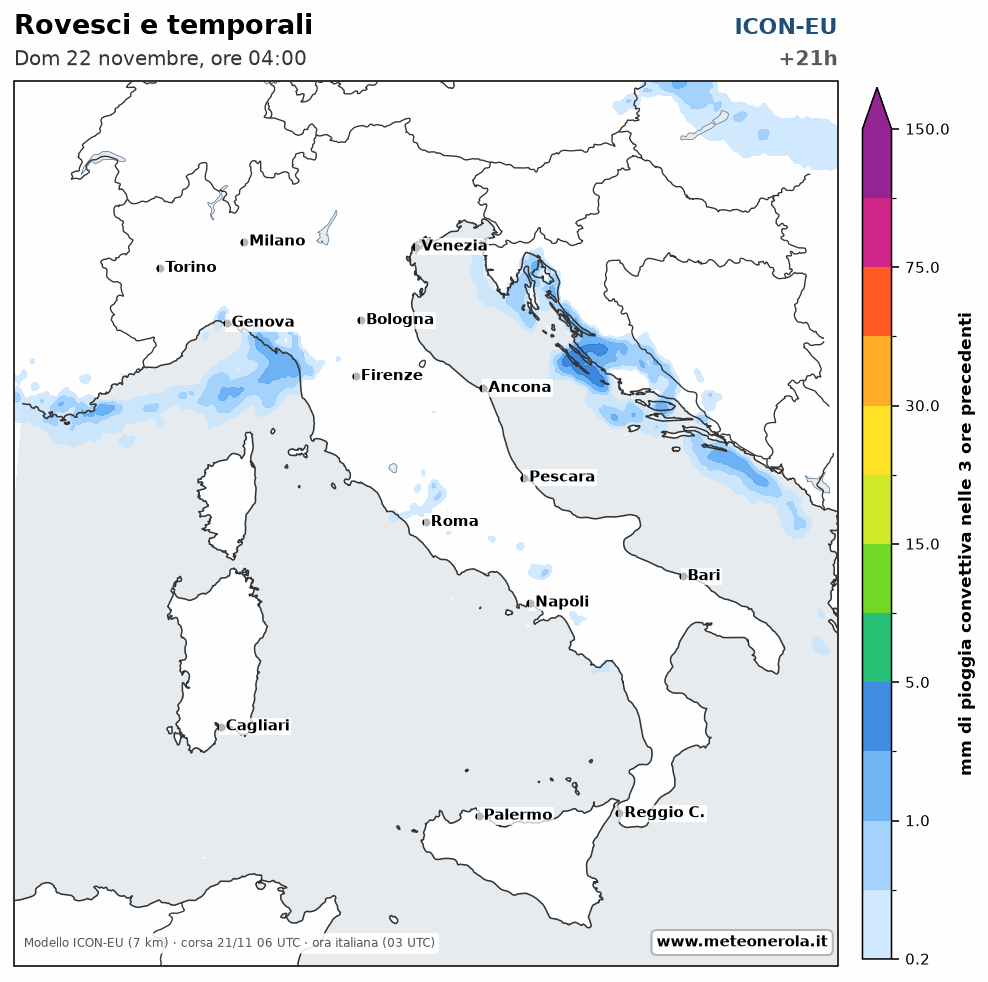 Rovesci e temporali
ICON-EU
Dom 22 novembre, ore 04:00
+21h
150.0
75.0
30.0
15.0
5.0
1.0
0.2
mm di pioggia convettiva nelle 3 ore precedenti
Milano
Venezia
Torino
Genova
Bologna
Firenze
Ancona
Pescara
Roma
Bari
Napoli
Cagliari
Palermo
Reggio C.
Modello ICON-EU (7 km) · corsa 21/11 06 UTC · ora italiana (03 UTC)
www.meteonerola.it